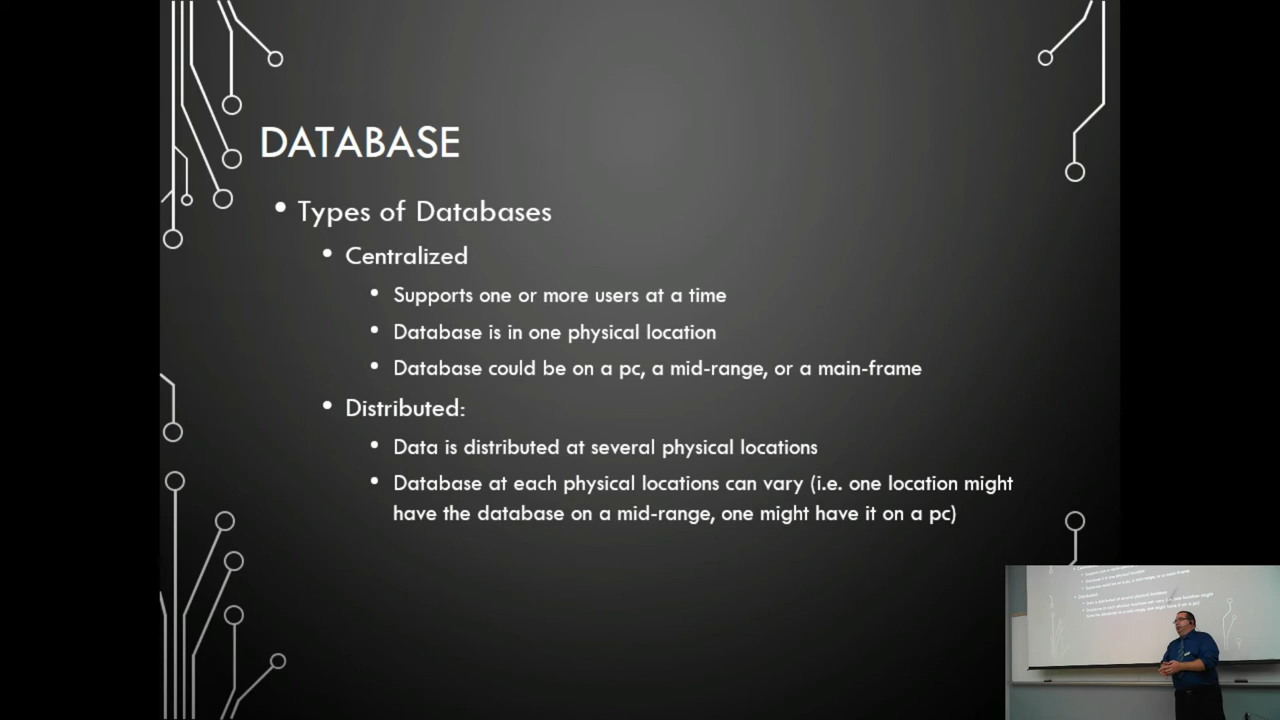 DATABASE
Types of Databases
Centralized
Supports one or more users at a time
Database is in one physical location
Database could be on a pc, a mid-range, or a main-frame
Distributed:
Data is distributed at several physical locations
Database at each physical locations can vary (i.e. one location might
have the database on a mid-range, one might have it on a pc)